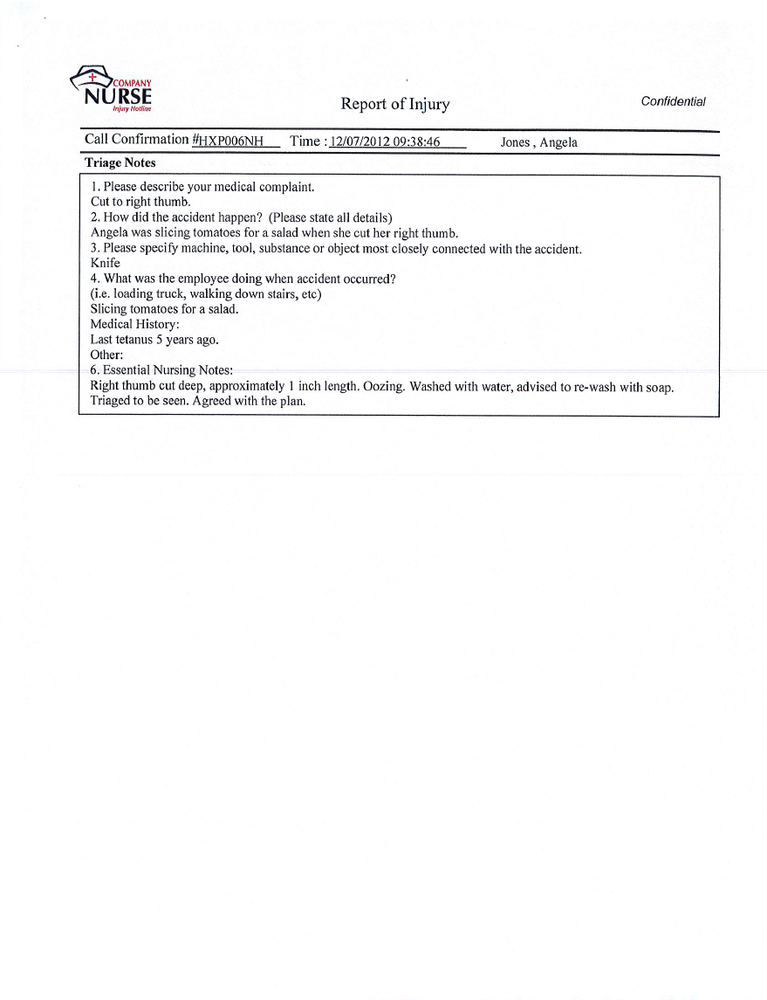 COMPANY
NURSE
Injury Hotline
Report of Injury
Confidential
Call Confirmation #HXP006NH Time : 12/07/2012 09:38:46 Jones , Angela
Triage Notes
1. Please describe your medical complaint.
Cut to right thumb.
2. How did the accident happen? (Please state all details)
Angela was slicing tomatoes for a salad when she cut her right thumb.
3. Please specify machine, tool, substance or object most closely connected with the accident.
Knife
4. What was the employee doing when accident occurred?
(i.e. loading truck, walking down stairs, etc)
Slicing tomatoes for a salad.
Medical History:
Last tetanus 5 years ago.
Other:
6. Essential Nursing Notes:
Right thumb cut deep, approximately 1 inch length. Oozing. Washed with water, advised to re-wash with soap.
Triaged to be seen. Agreed with the plan.